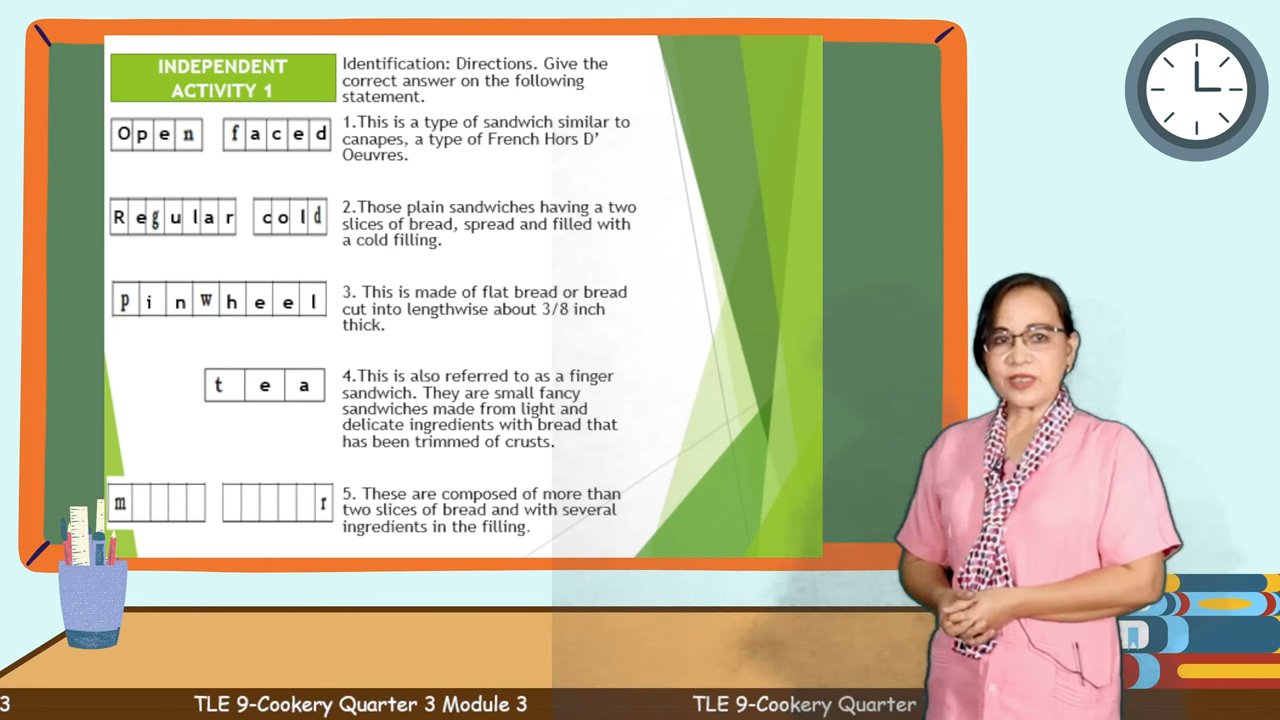 INDEPENDENT
ACTIVITY 1
Identification: Directions. Give the
correct answer on the following
statement.
Open faced
1.This is a type of sandwich similar to
canapes, a type of French Hors D’
Oeuvres.
Regular cold
2.Those plain sandwiches having a two
slices of bread, spread and filled with
a cold filling.
pinwheel
3. This is made of flat bread or bread
cut into lengthwise about 3/8 inch
thick.
tea
4.This is also referred to as a finger
sandwich. They are small fancy
sandwiches made from light and
delicate ingredients with bread that
has been trimmed of crusts.
m r
5. These are composed of more than
two slices of bread and with several
ingredients in the filling.
3 TLE 9-Cookery Quarter 3 Module 3 TLE 9-Cookery Quarter